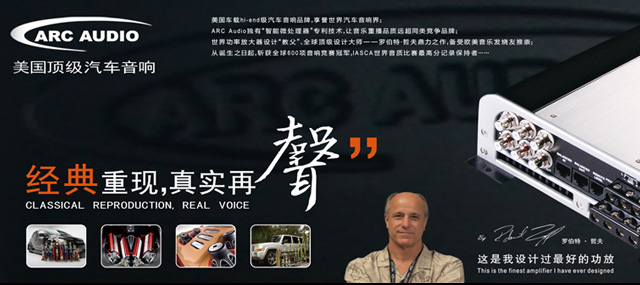 ARC AUDIO
美国顶级汽车音响
美国车载hi-end级汽车音响品牌,享誉世界汽车音响界;
ARC Audio独有“智能微处理器”专利技术,让音乐重播品质远超同类竞争品牌;
世界功率放大器设计“教父”,全球顶级设计大师——罗伯特·哲夫鼎力之作,备受欧美音乐发烧友推崇;
从诞生之日起,斩获全球600项音响竞赛冠军,IASCA世界音质比赛最高分记录保持者……
经典重现,真实再聲”
CLASSICAL REPRODUCTION, REAL VOICE
By
罗伯特·哲夫
这是我设计过最好的功放
This is the finest amplifier I have ever designed